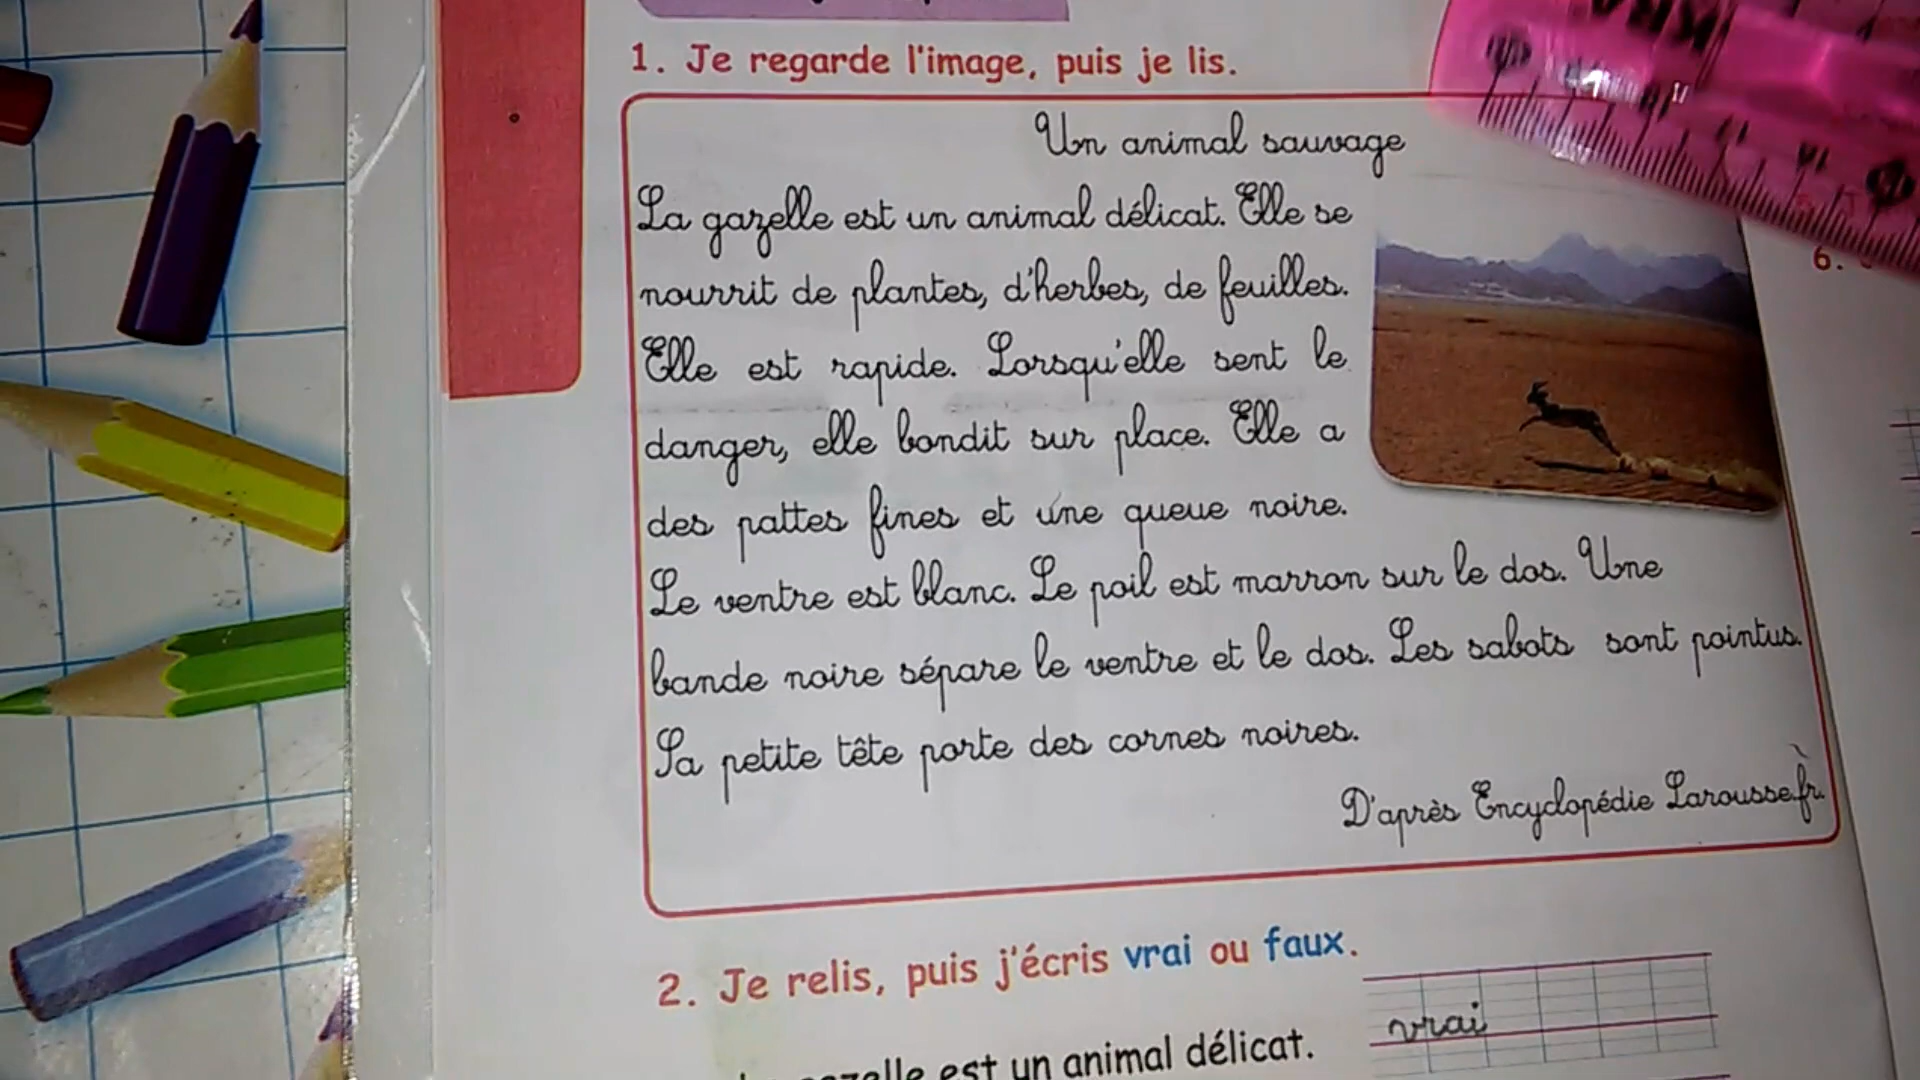 1. Je regarde l'image, puis je lis.
Un animal sauvage
La gazelle est un animal délicat. Elle se
nourrit de plantes, d'herbes, de feuilles.
Elle est rapide. Lorsqu'elle sent le
danger, elle bondit sur place. Elle a
des pattes fines et une queue noire.
Le ventre est blanc. Le poil est marron sur le dos. Une
bande noire sépare le ventre et le dos. Les sabots sont pointus.
Sa petite tête porte des cornes noires.
D'après Encyclopédie Larousse.fr.
2. Je relis, puis j'écris vrai ou faux.
gazelle est un animal délicat. vrai
6.